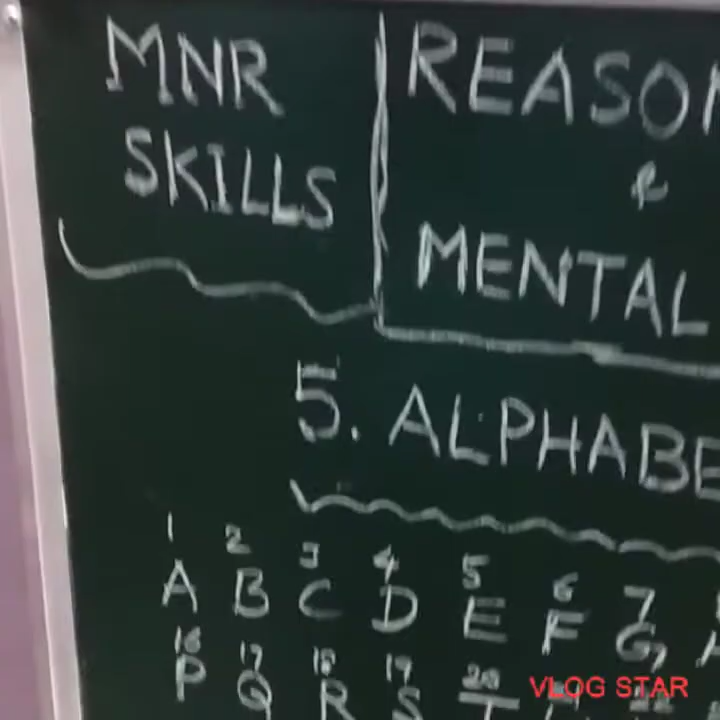 MNR
SKILLS
REASON
&
MENTAL
5. ALPHABE
1 2 3 4 5 6 7
A B C D E F G
16 17 18 19 20
P Q R S T
VLOG STAR